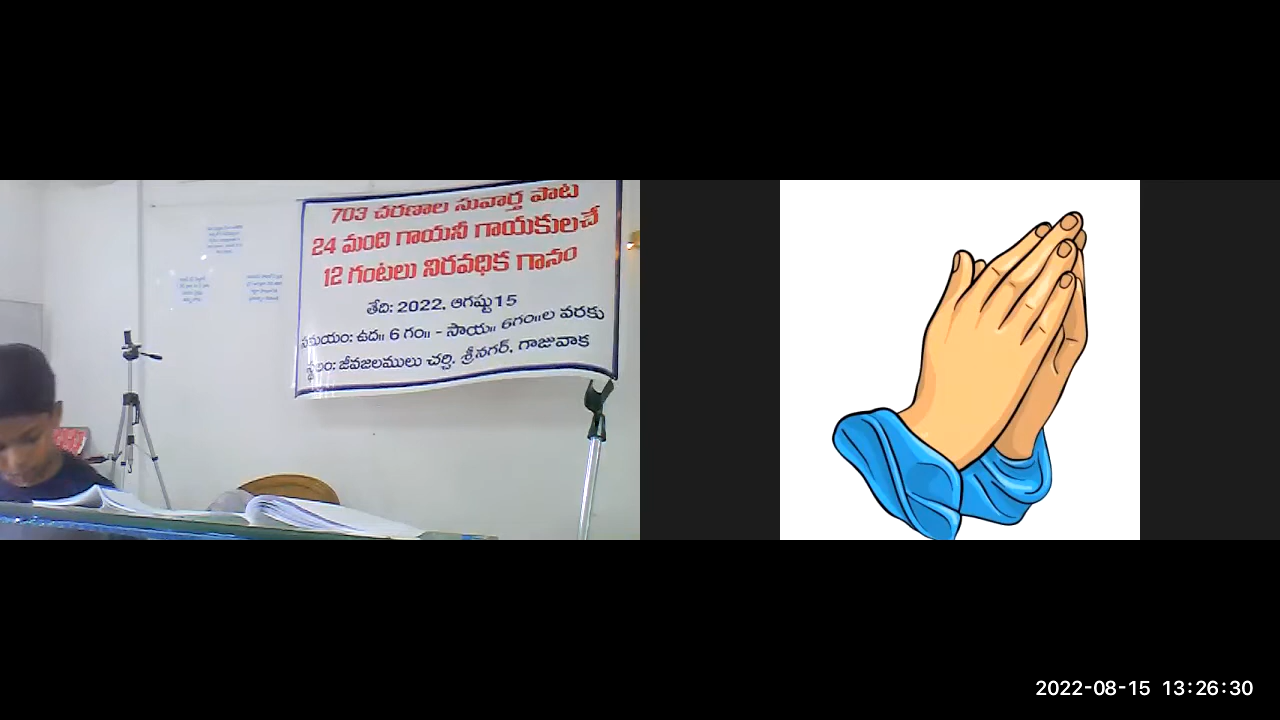 703 చరణాల సువార్త పాట
24 మంది గాయనీ గాయకులచే
12 గంటలు నిరవధిక గానం
తేది: 2022. ఆగష్టు 15
సమయం: ఉద॥ 6 గం॥ - సాయ॥ 6గం॥ల వరకు
స్థలం: జీవజలములు చర్చి. శ్రీనగర్. గాజువాక
2022-08-15 13:26:30